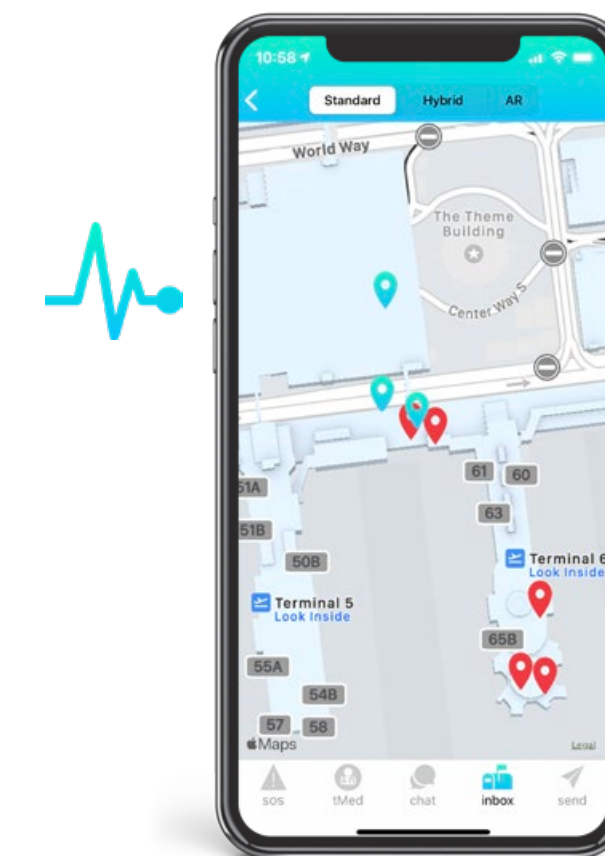 10:58
Standard Hybrid AR
World Way
The Theme
Building
Center Way S
51A
61 60
63
51B
50B
Terminal 6
Look Inside
Terminal 5
Look Inside
65B
55A
54B
57 58
Maps
Legal
sos tMed chat inbox send